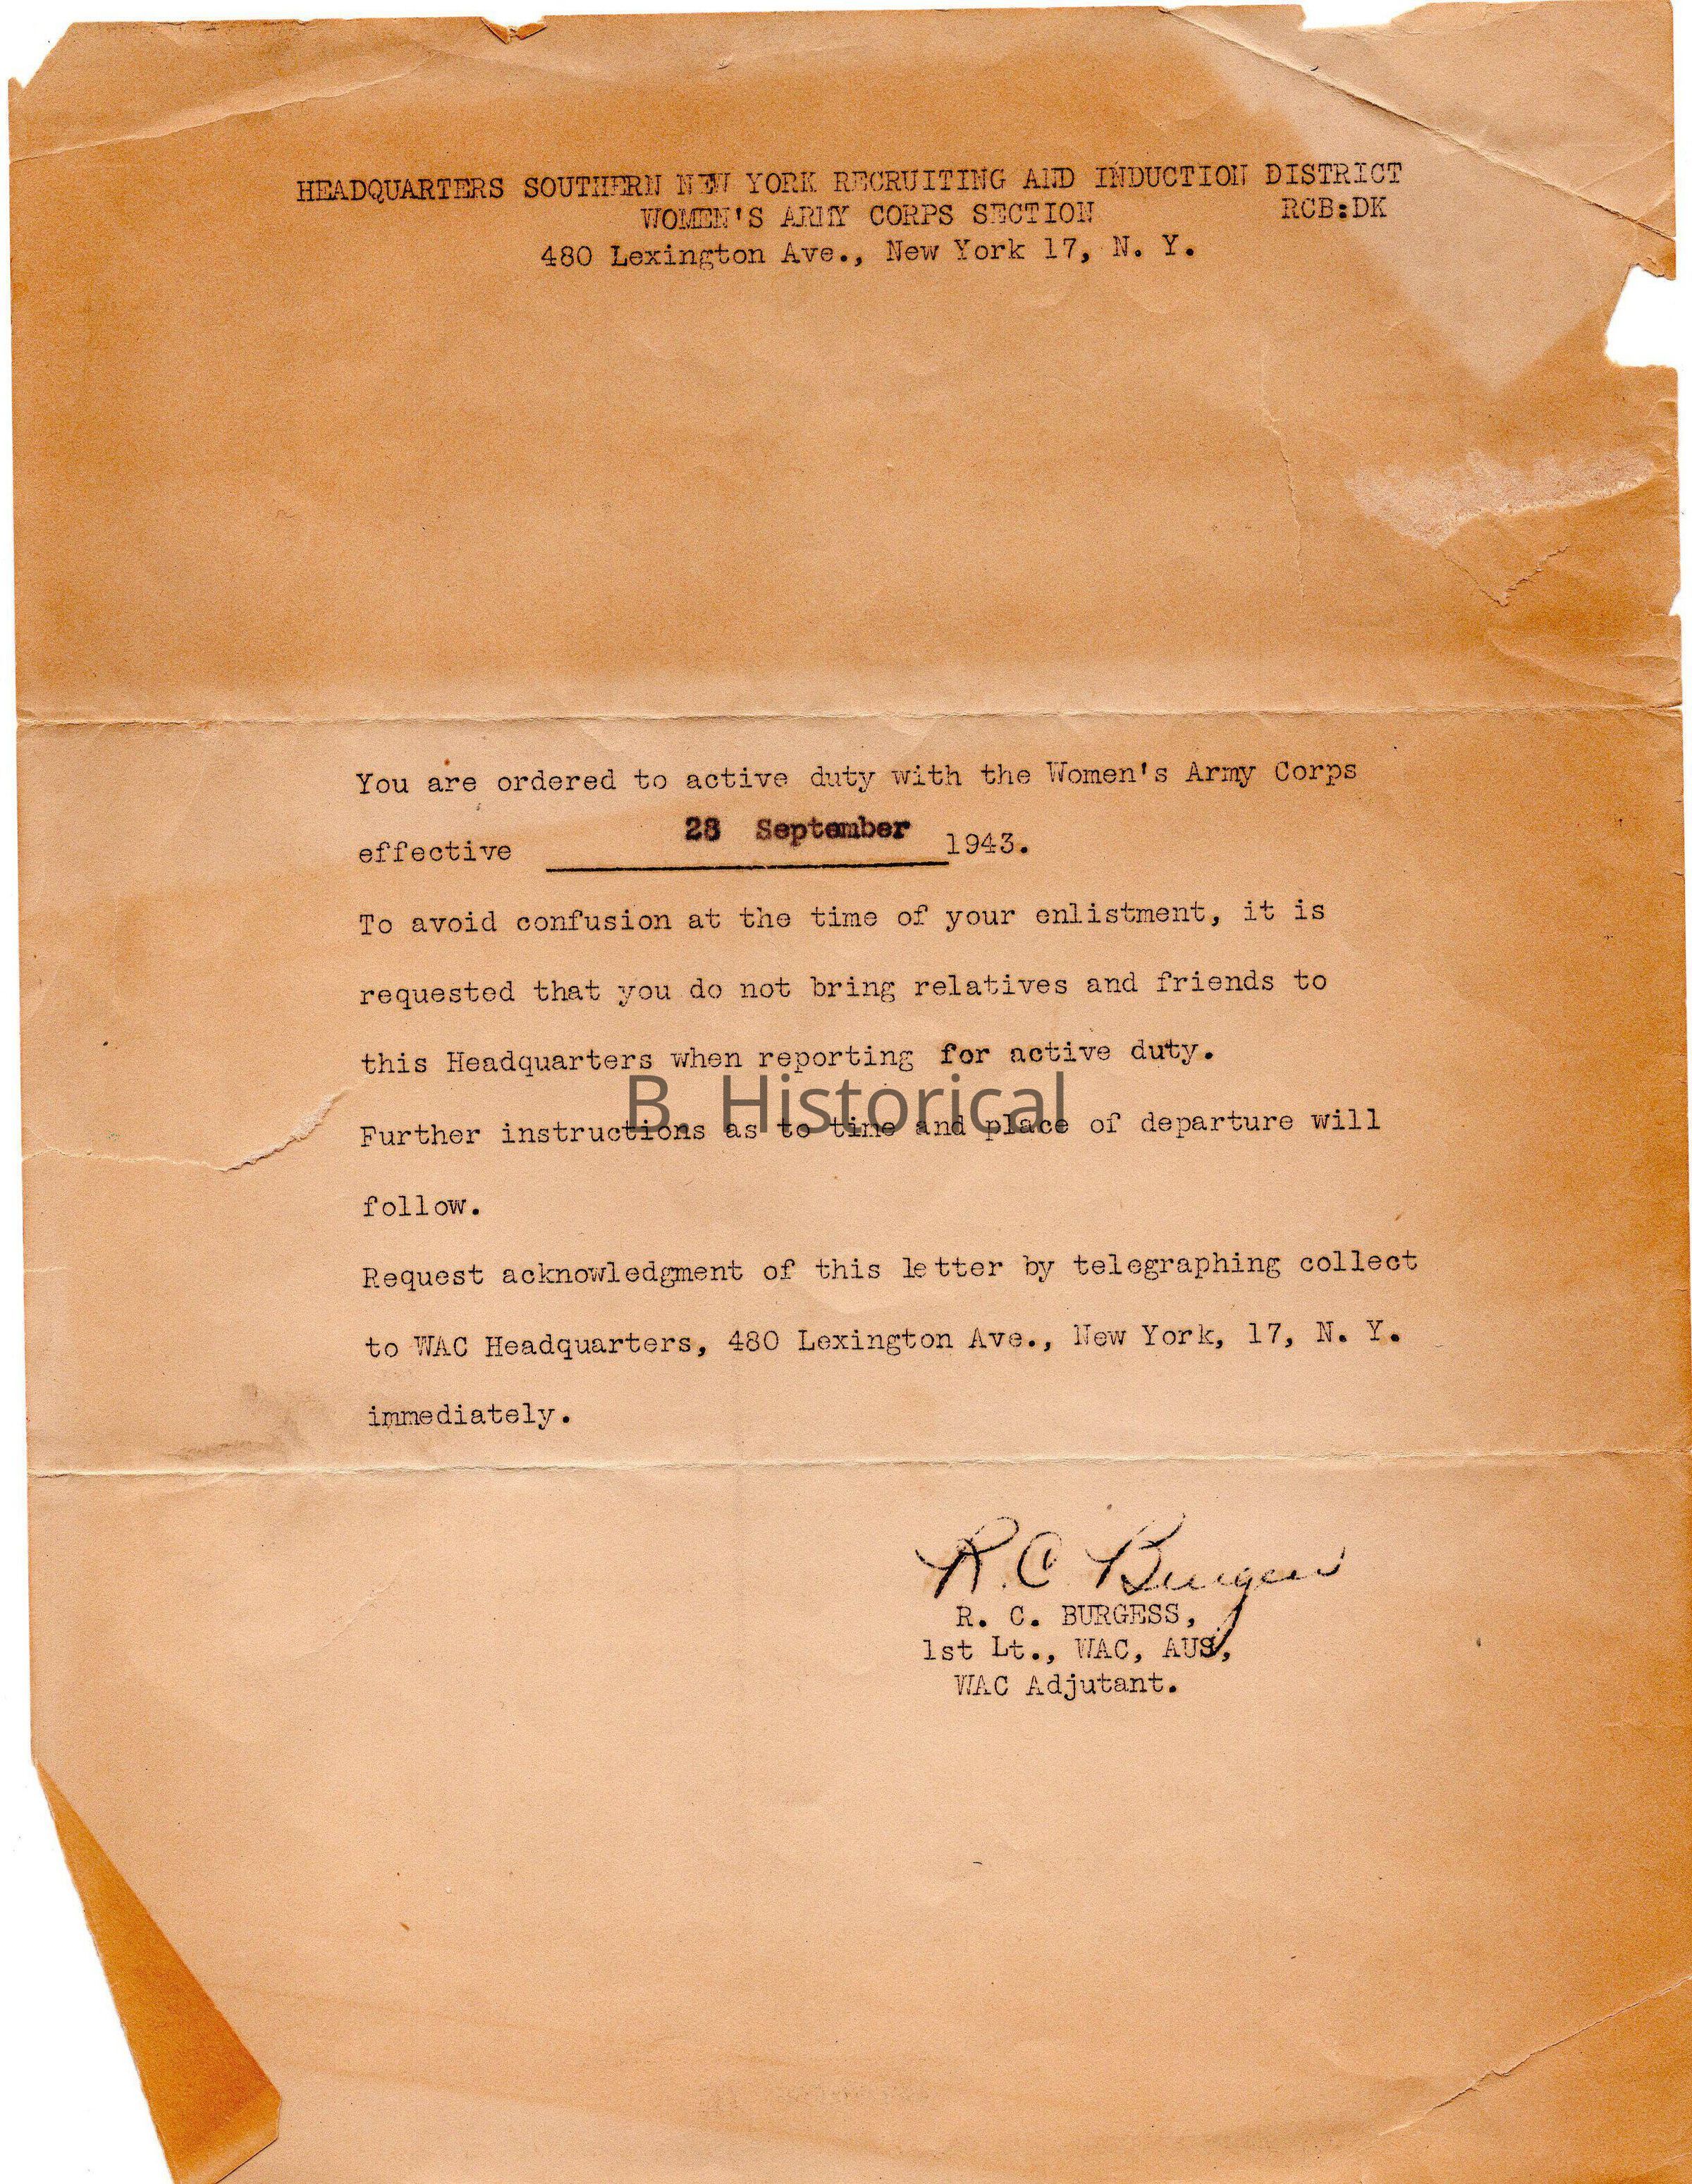 HEADQUARTERS SOUTHERN NEW YORK RECRUITING AND INDUCTION DISTRICT
WOMEN'S ARMY CORPS SECTION RCB:DK
480 Lexington Ave., New York 17, N. Y.
You are ordered to active duty with the Women's Army Corps
effective 28 September 1943.
To avoid confusion at the time of your enlistment, it is
requested that you do not bring relatives and friends to
this Headquarters when reporting for active duty.
B. Historical
Further instructions as to time and place of departure will
follow.
Request acknowledgment of this letter by telegraphing collect
to WAC Headquarters, 480 Lexington Ave., New York, 17, N. Y.
immediately.
R. C. Burgess
R. C. BURGESS,
1st Lt., WAC, AUS,
WAC Adjutant.